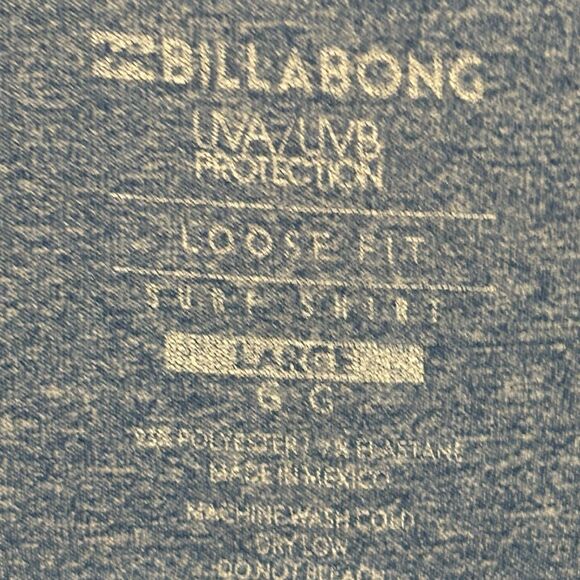 BILLABONG
UVA/UVB
PROTECTION
LOOSE FIT
SURF SHIRT
LARGE
G G
POLYESTER / ELASTANE
MADE IN MEXICO
MACHINE WASH COLD
DRY LOW
DO NOT BLEACH